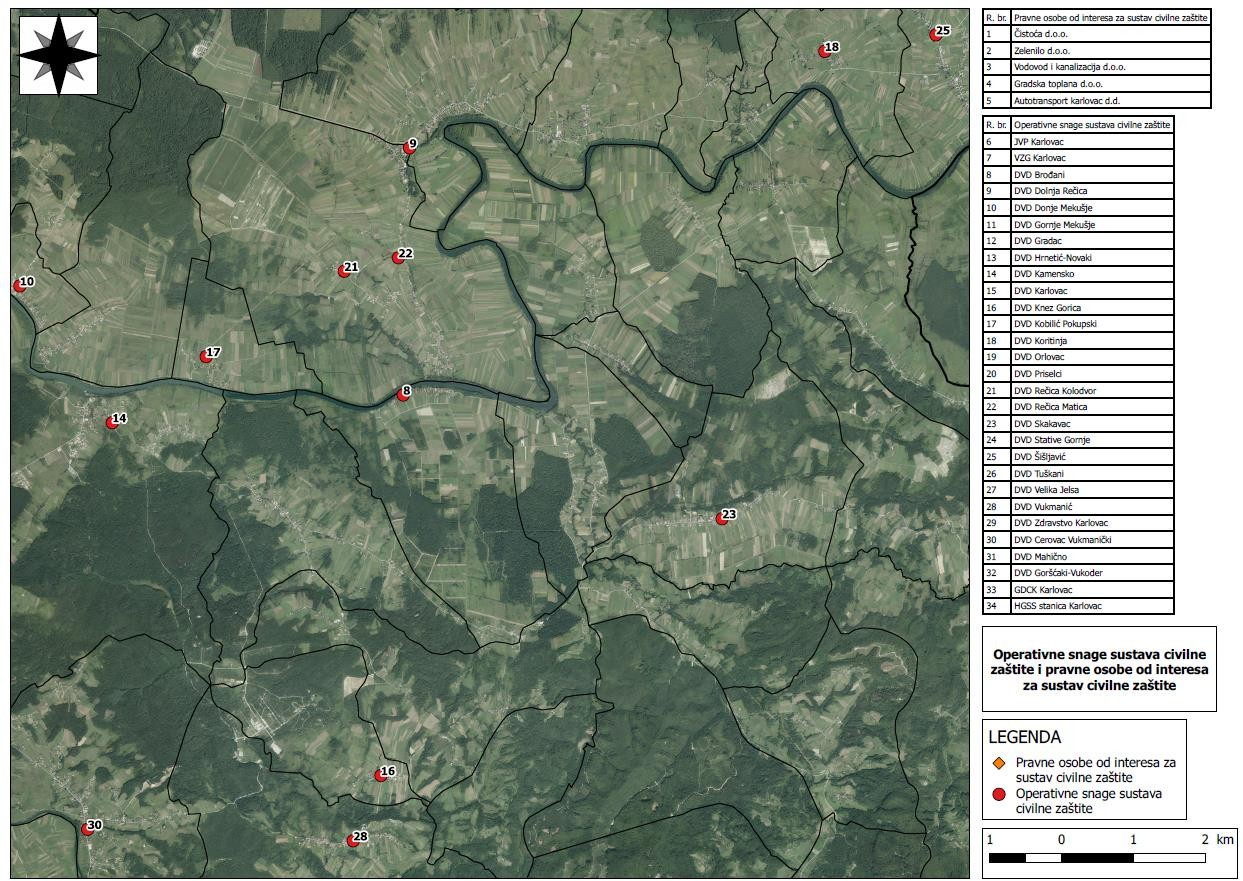 25
18
9
22
21
10
17
8
14
23
16
30
28
R. br. Pravne osobe od interesa za sustav civilne zaštite
1 Čistoća d.o.o.
2 Zelenilo d.o.o.
3 Vodovod i kanalizacija d.o.o.
4 Gradska toplana d.o.o.
5 Autotransport karlovac d.d.
R. br. Operativne snage sustava civilne zaštite
6 JVP Karlovac
7 VZG Karlovac
8 DVD Brođani
9 DVD Dolnja Rečica
10 DVD Donje Mekušje
11 DVD Gornje Mekušje
12 DVD Gradac
13 DVD Hrnetić-Novaki
14 DVD Kamensko
15 DVD Karlovac
16 DVD Knez Gorica
17 DVD Kobilić Pokupski
18 DVD Koritinja
19 DVD Orlovac
20 DVD Priselci
21 DVD Rečica Kolodvor
22 DVD Rečica Matica
23 DVD Skakavac
24 DVD Stative Gornje
25 DVD Šišljavić
26 DVD Tuškani
27 DVD Velika Jelsa
28 DVD Vukmanić
29 DVD Zdravstvo Karlovac
30 DVD Cerovac Vukmanički
31 DVD Mahično
32 DVD Gorščaki-Vukoder
33 GDCK Karlovac
34 HGSS stanica Karlovac
Operativne snage sustava civilne
zaštite i pravne osobe od interesa
za sustav civilne zaštite
LEGENDA
Pravne osobe od interesa za
sustav civilne zaštite
Operativne snage sustava
civilne zaštite
1 0 1 2 km